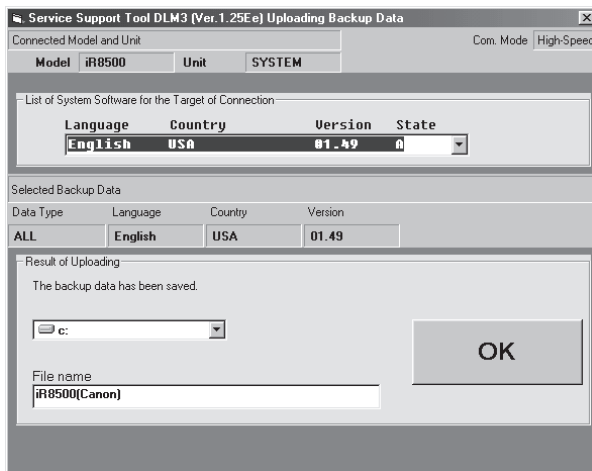 Service Support Tool DLM3 (Ver.1.25Ee) Uploading Backup Data
Connected Model and Unit Com. Mode High-Speed
Model iR8500 Unit SYSTEM
List of System Software for the Target of Connection
Language Country Version State
English USA 01.49 A
Selected Backup Data
Data Type Language Country Version
ALL English USA 01.49
Result of Uploading
The backup data has been saved.
c:
OK
File name
iR8500(Canon)